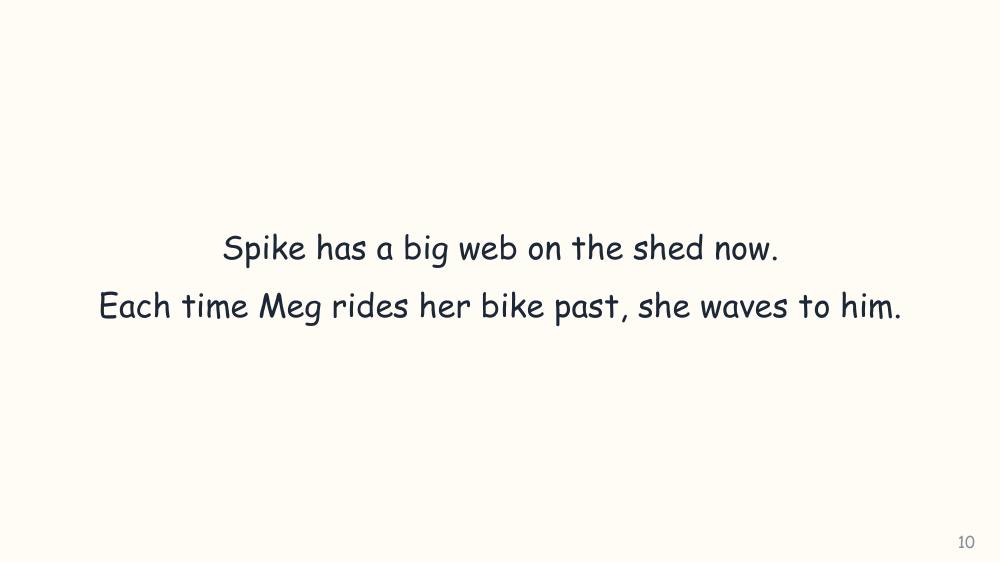 Spike has a big web on the shed now.
Each time Meg rides her bike past, she waves to him.
10